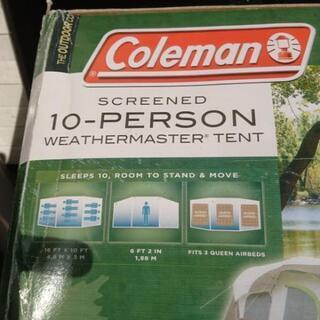 THE OUTDOOR CO
Coleman
SCREENED
10-PERSON
WEATHERMASTER® TENT
SLEEPS 10, ROOM TO STAND & MOVE
16 FT X 10 FT
4,8 M X 3 M
6 FT 2 IN
1,88 M
FITS 3 QUEEN AIRBEDS